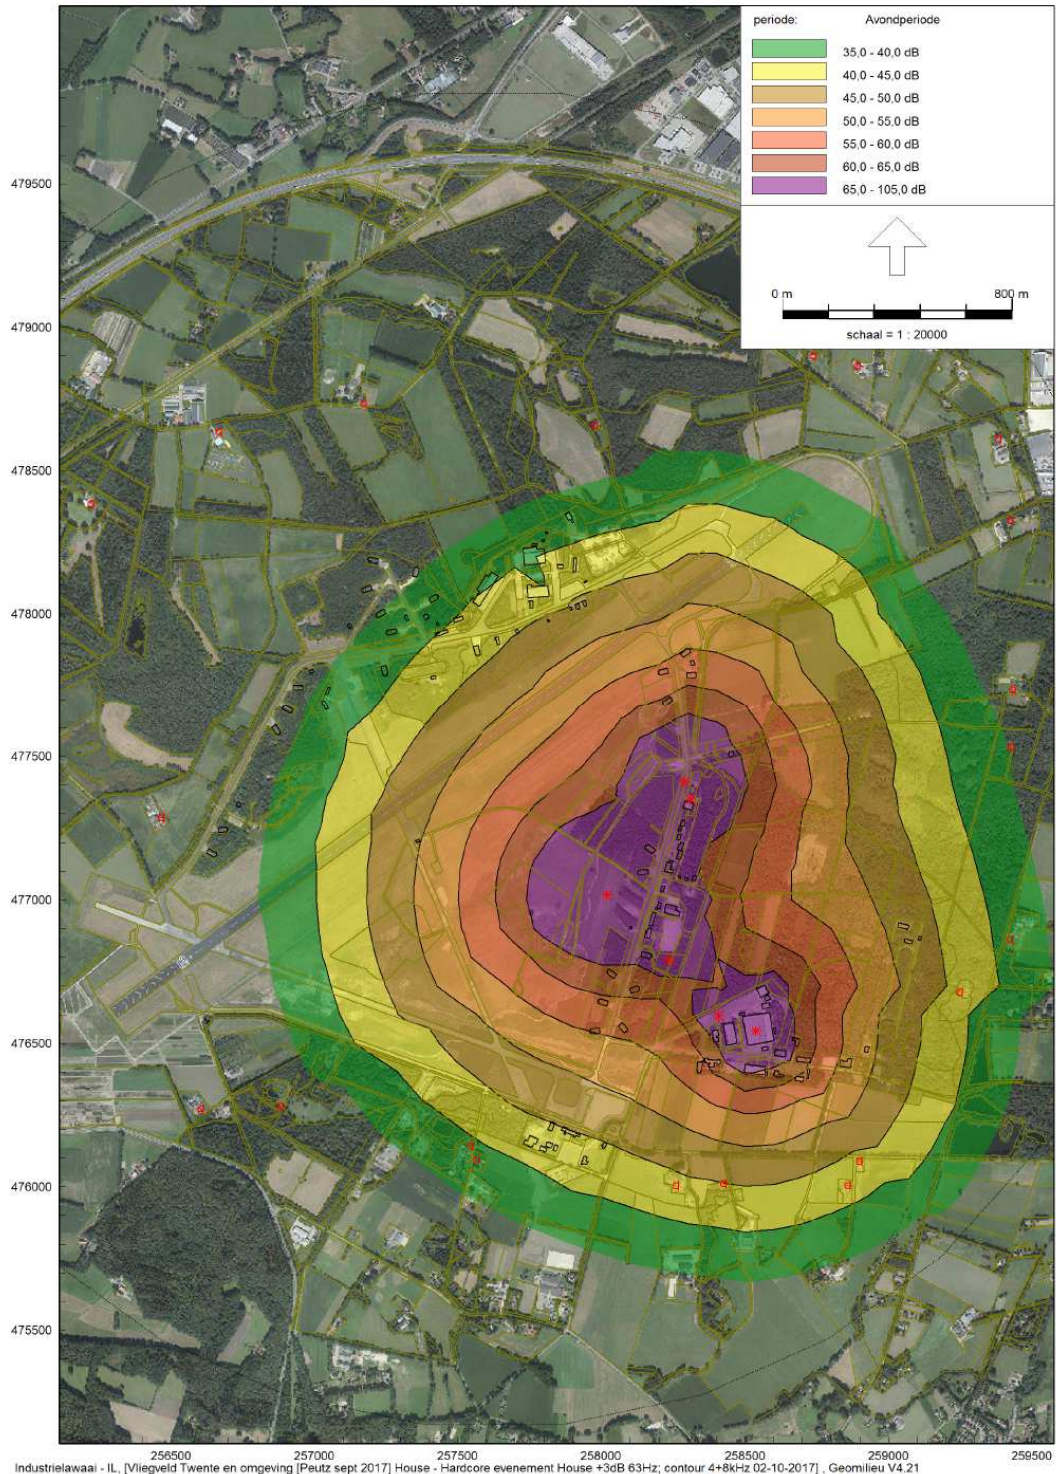 periode: Avondperiode
35,0 - 40,0 dB
40,0 - 45,0 dB
45,0 - 50,0 dB
50,0 - 55,0 dB
55,0 - 60,0 dB
60,0 - 65,0 dB
65,0 - 105,0 dB
0 m 800 m
schaal = 1 : 20000
479500
479000
478500
478000
477500
477000
476500
476000
475500
256500 257000 257500 258000 258500 259000 259500
Industrielawaai - IL, [Vliegveld Twente en omgeving [Peutz sept 2017] House - Hardcore evenement House +3dB 63Hz; contour 4+8kHz 02-10-2017] , Geomilieu V4.21